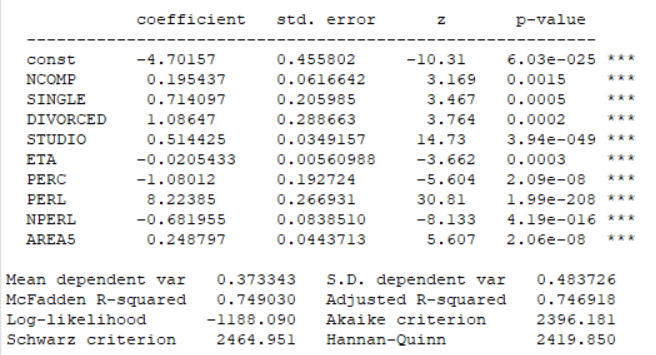 coefficient std. error z p-value
---------------------------------------------------------
const -4.70157 0.455802 -10.31 6.03e-025 ***
NCOMP 0.195437 0.0616642 3.169 0.0015 ***
SINGLE 0.714097 0.205985 3.467 0.0005 ***
DIVORCED 1.08647 0.288663 3.764 0.0002 ***
STUDIO 0.514425 0.0349157 14.73 3.94e-049 ***
ETA -0.0205433 0.00560988 -3.662 0.0003 ***
PERC -1.08012 0.192724 -5.604 2.09e-08 ***
PERL 8.22385 0.266931 30.81 1.99e-208 ***
NPERL -0.681955 0.0838510 -8.133 4.19e-016 ***
AREA5 0.248797 0.0443713 5.607 2.06e-08 ***
Mean dependent var 0.373343 S.D. dependent var 0.483726
McFadden R-squared 0.749030 Adjusted R-squared 0.746918
Log-likelihood -1188.090 Akaike criterion 2396.181
Schwarz criterion 2464.951 Hannan-Quinn 2419.850